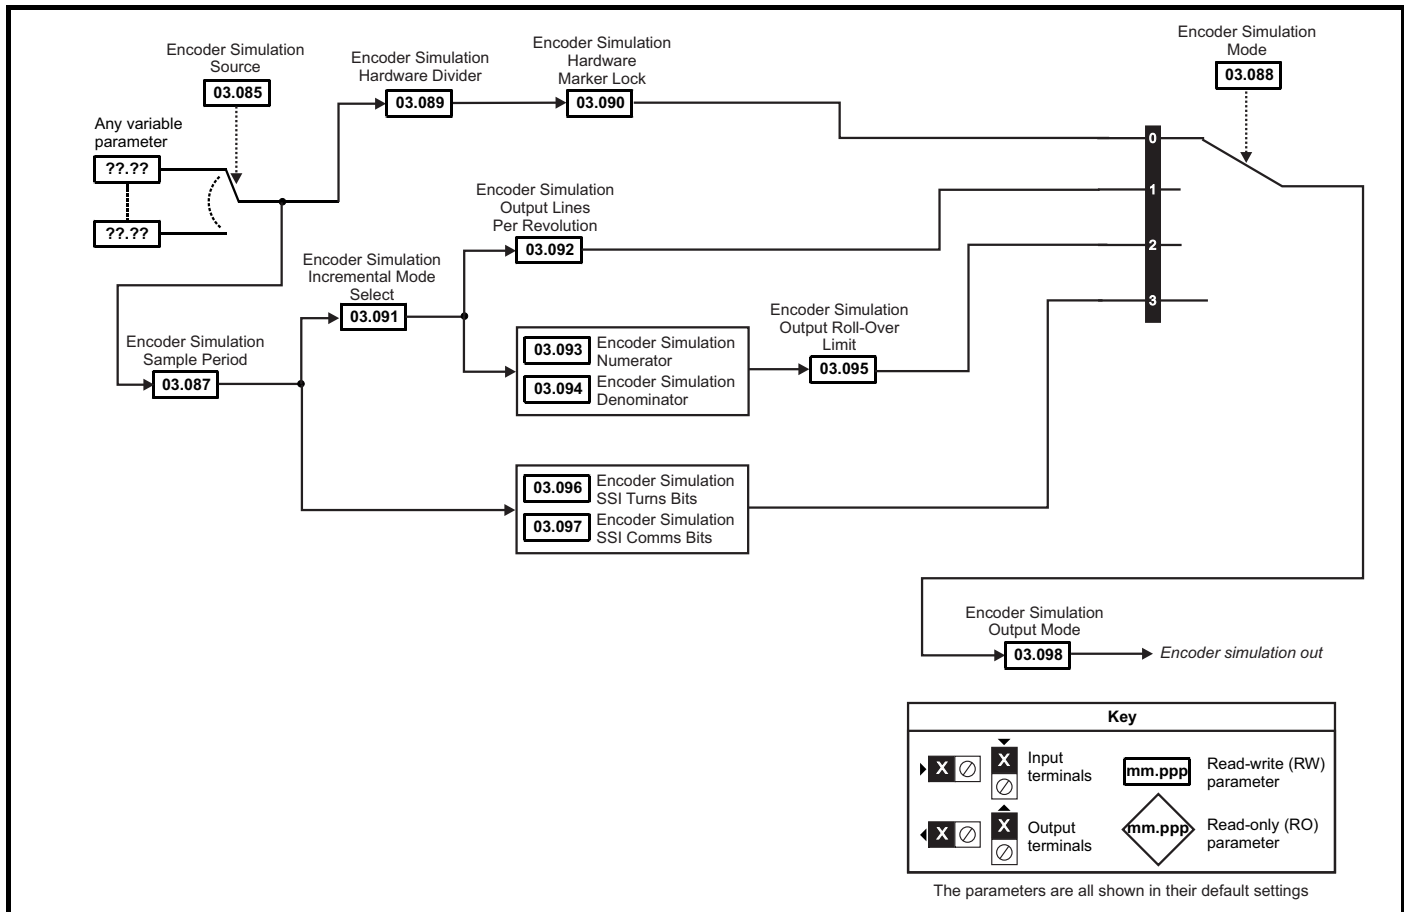 Encoder Simulation
Source
03.085
Encoder Simulation
Hardware Divider
03.089
Encoder Simulation
Hardware
Marker Lock
03.090
Encoder Simulation
Mode
03.088
Any variable
parameter
??.??
??.??
0
1
2
3
Encoder Simulation
Output Lines
Per Revolution
03.092
Encoder Simulation
Incremental Mode
Select
03.091
Encoder Simulation
Sample Period
03.087
03.093
Encoder Simulation
Numerator
03.094
Encoder Simulation
Denominator
Encoder Simulation
Output Roll-Over
Limit
03.095
03.096
Encoder Simulation
SSI Turns Bits
03.097
Encoder Simulation
SSI Comms Bits
Encoder Simulation
Output Mode
03.098
Encoder simulation out
Key
X
X
Input
terminals
mm.ppp
Read-write (RW)
parameter
X
X
Output
terminals
mm.ppp
Read-only (RO)
parameter
The parameters are all shown in their default settings